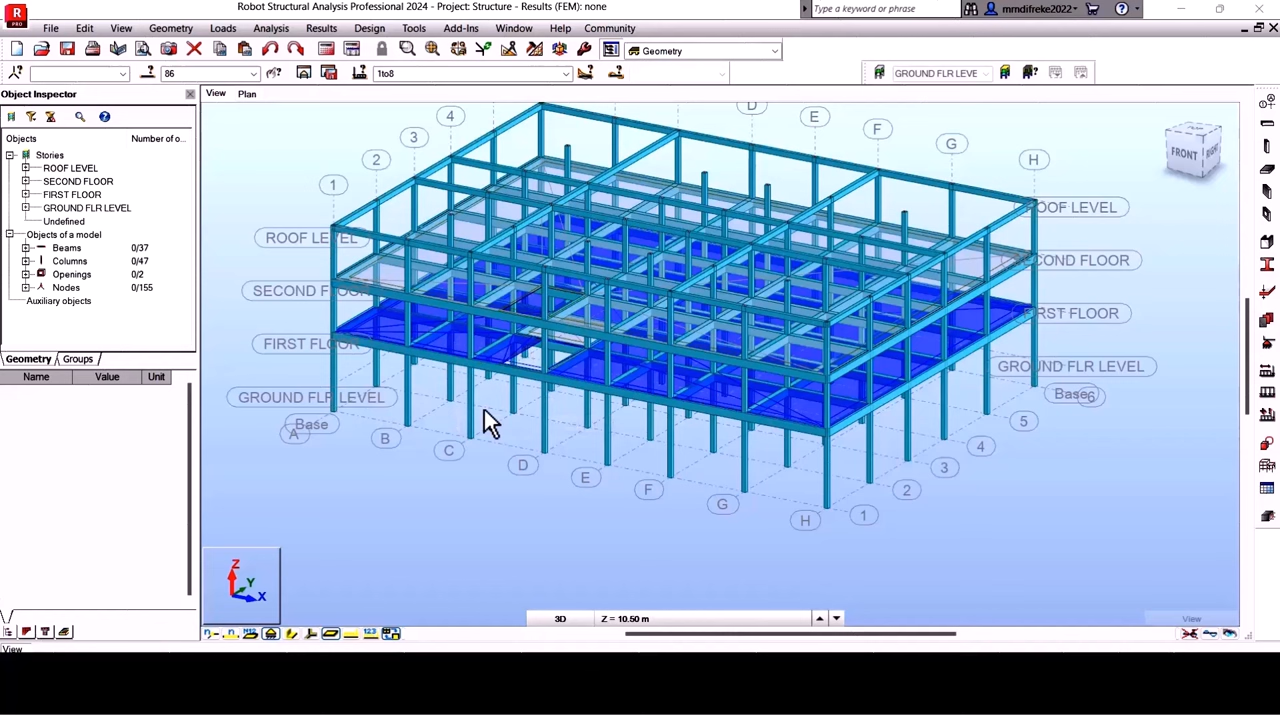 Robot Structural Analysis Professional 2024 - Project: Structure - Results (FEM): none
Type a keyword or phrase
mmdifreke2022
PRO
File Edit View Geometry Loads Analysis Results Design Tools Add-Ins Window Help Community
Geometry
86
1to8
GROUND FLR LEVE
Object Inspector
Objects
Number of o...
Stories
ROOF LEVEL
SECOND FLOOR
FIRST FLOOR
GROUND FLR LEVEL
Undefined
Objects of a model
Beams 0/37
Columns 0/47
Openings 0/2
Nodes 0/155
Auxiliary objects
Geometry Groups
Name Value Unit
View
View Plan
D
4
E
3
F
2
G
1
H
FRONT
RIGHT
ROOF LEVEL
OOF LEVEL
SECOND FLOOR
COND FLOOR
FIRST FLOOR
RST FLOOR
GROUND FLR LEVEL
GROUND FLR LEVEL
Base
A
Base
6
B
5
C
4
D
3
E
2
F
1
G
H
Z
Y
X
3D Z = 10.50 m
View